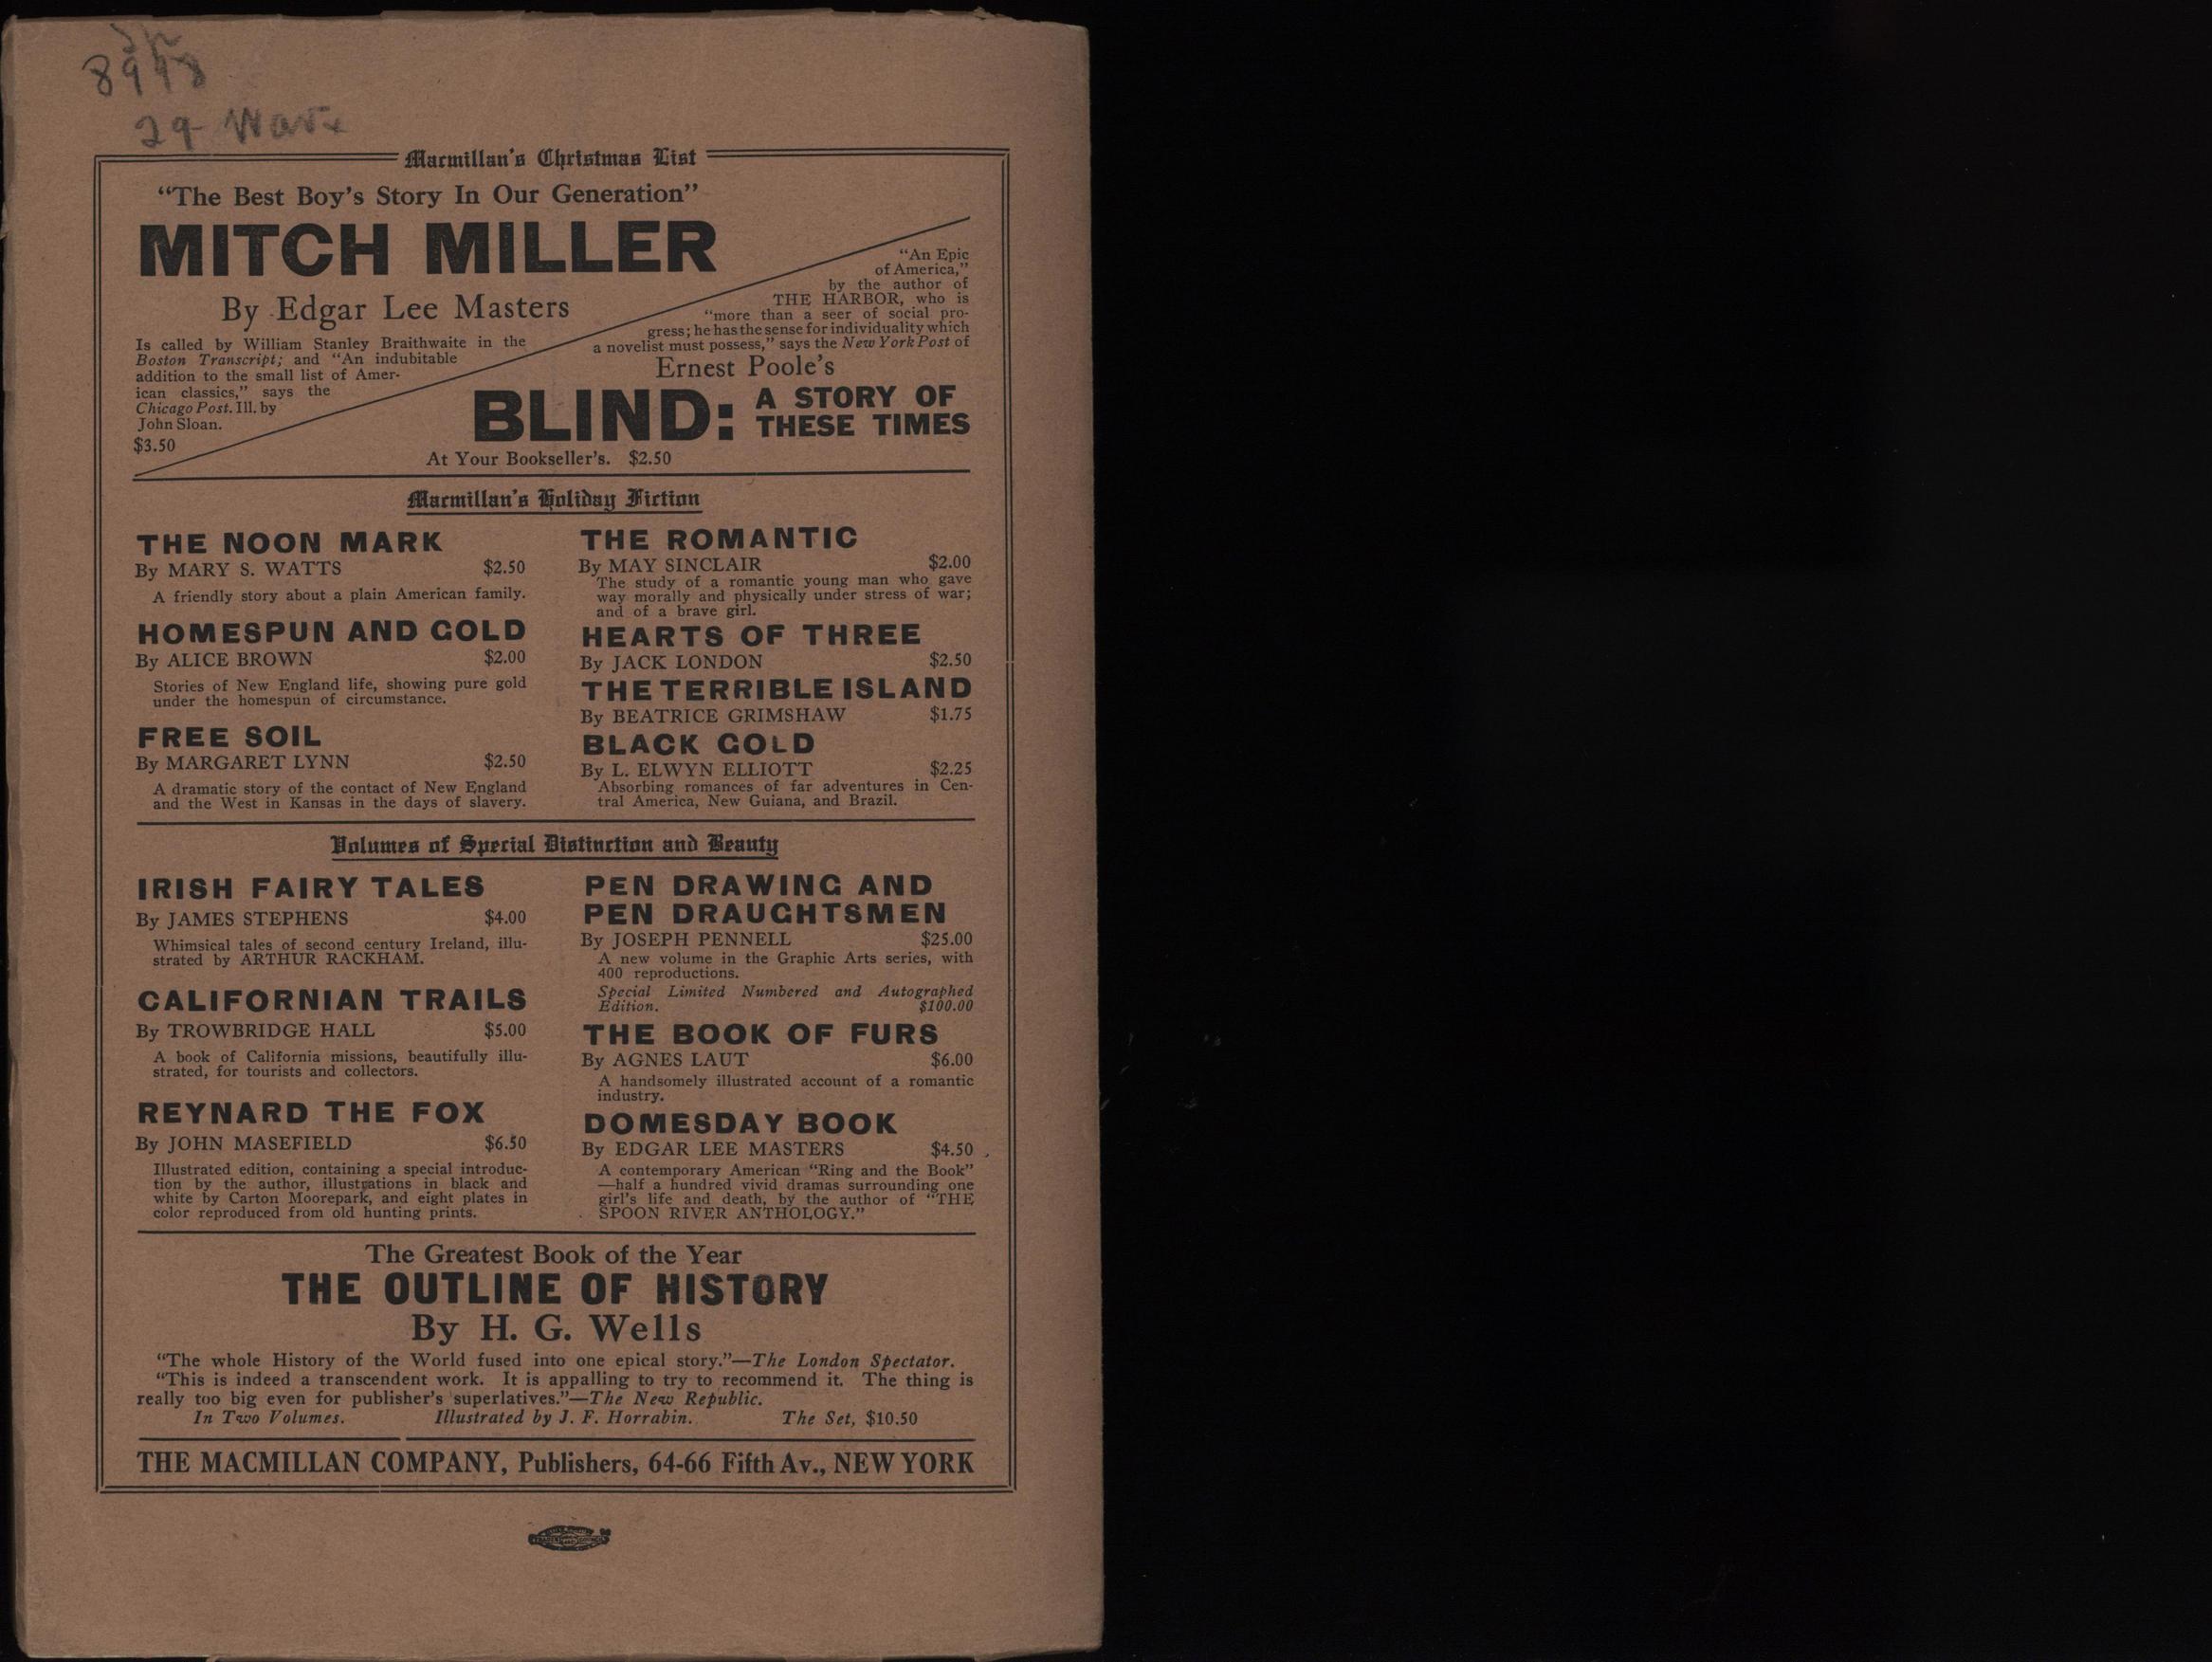 8998
29
Macmillan's Christmas List
“The Best Boy's Story In Our Generation”
MITCH MILLER
By Edgar Lee Masters
Is called by William Stanley Braithwaite in the
Boston Transcript; and “An indubitable
addition to the small list of Amer-
ican classics,” says the
Chicago Post. Ill. by
John Sloan.
$3.50
“An Epic
of America,”
by the author of
THE HARBOR, who is
“more than a seer of social pro-
gress; he has the sense for individuality which
a novelist must possess,” says the New York Post of
Ernest Poole's
BLIND: A STORY OF
THESE TIMES
At Your Bookseller's. $2.50
Macmillan's Holiday Fiction
THE NOON MARK
By MARY S. WATTS $2.50
A friendly story about a plain American family.
HOMESPUN AND GOLD
By ALICE BROWN $2.00
Stories of New England life, showing pure gold
under the homespun of circumstance.
FREE SOIL
By MARGARET LYNN $2.50
A dramatic story of the contact of New England
and the West in Kansas in the days of slavery.
THE ROMANTIC
By MAY SINCLAIR $2.00
The study of a romantic young man who gave
way morally and physically under stress of war;
and of a brave girl.
HEARTS OF THREE
By JACK LONDON $2.50
THE TERRIBLE ISLAND
By BEATRICE GRIMSHAW $1.75
BLACK GOLD
By L. ELWYN ELLIOTT $2.25
Absorbing romances of far adventures in Cen-
tral America, New Guiana, and Brazil.
Volumes of Special Distinction and Beauty
IRISH FAIRY TALES
By JAMES STEPHENS $4.00
Whimsical tales of second century Ireland, illu-
strated by ARTHUR RACKHAM.
CALIFORNIAN TRAILS
By TROWBRIDGE HALL $5.00
A book of California missions, beautifully illu-
strated, for tourists and collectors.
REYNARD THE FOX
By JOHN MASEFIELD $6.50
Illustrated edition, containing a special introduc-
tion by the author, illustrations in black and
white by Carton Moorepark, and eight plates in
color reproduced from old hunting prints.
PEN DRAWING AND
PEN DRAUGHTSMEN
By JOSEPH PENNELL $25.00
A new volume in the Graphic Arts series, with
400 reproductions.
Special Limited Numbered and Autographed
Edition. $100.00
THE BOOK OF FURS
By AGNES LAUT $6.00
A handsomely illustrated account of a romantic
industry.
DOMESDAY BOOK
By EDGAR LEE MASTERS $4.50
A contemporary American “Ring and the Book”
—half a hundred vivid dramas surrounding one
girl's life and death, by the author of “THE
SPOON RIVER ANTHOLOGY.”
The Greatest Book of the Year
THE OUTLINE OF HISTORY
By H. G. Wells
“The whole History of the World fused into one epical story.”—The London Spectator.
“This is indeed a transcendent work. It is appalling to try to recommend it. The thing is
really too big even for publisher's superlatives.”—The New Republic.
In Two Volumes. Illustrated by J. F. Horrabin. The Set, $10.50
THE MACMILLAN COMPANY, Publishers, 64-66 Fifth Av., NEW YORK